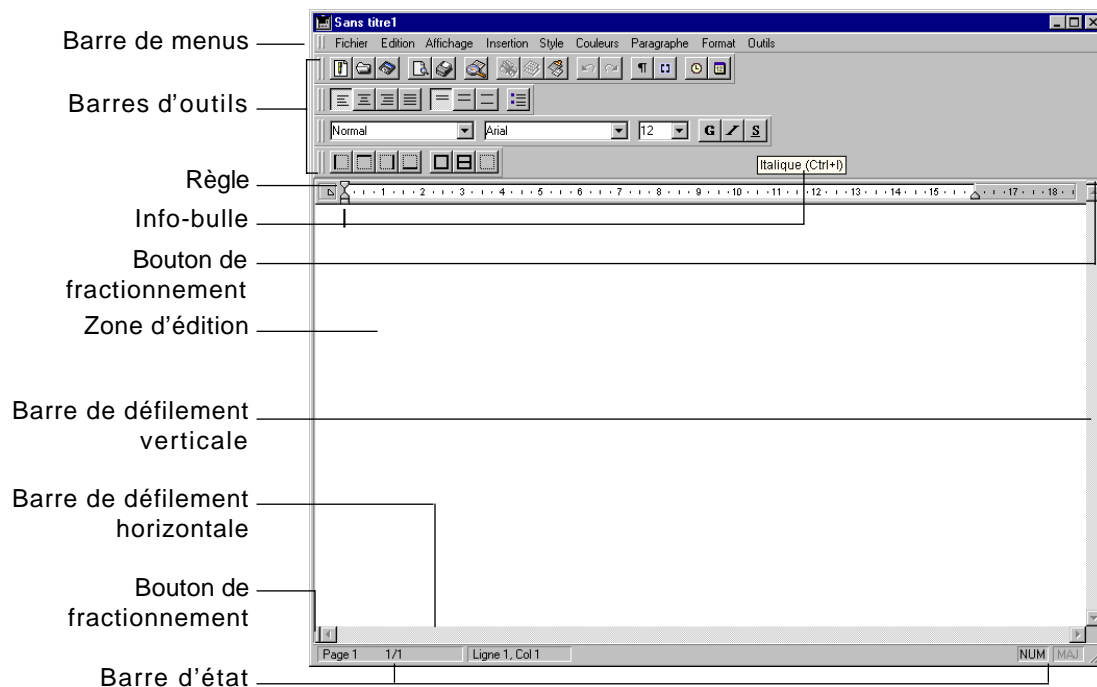 Sans titre1
Barre de menus
Fichier Edition Affichage Insertion Style Couleurs Paragraphe Format Outils
Barres d'outils
Normal Arial 12 G I S
Italique (Ctrl+I)
Règle
1 2 3 4 5 6 7 8 9 10 11 12 13 14 15 17 18
Info-bulle
Bouton de
fractionnement
Zone d'édition
Barre de défilement
verticale
Barre de défilement
horizontale
Bouton de
fractionnement
Page 1 1/1 Ligne 1, Col 1 NUM MAJ
Barre d'état